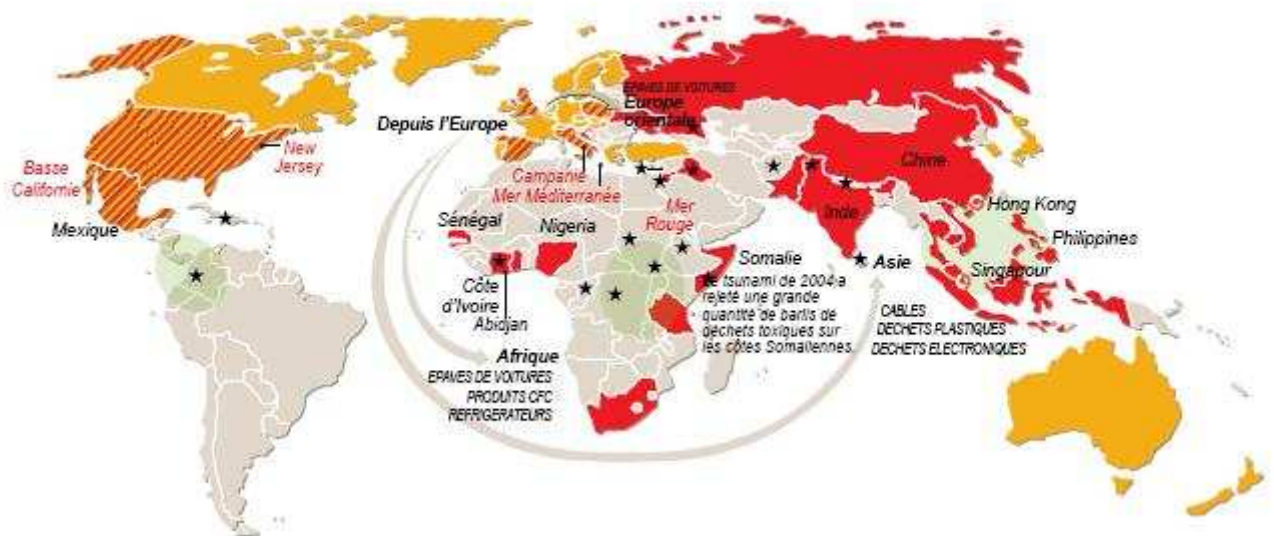 EPAVES DE VOITURES
Europe
orientale
Depuis l'Europe
New
Jersey
Basse
Californie
Mexique
Campanie
Mer Méditerranée
Mer
Rouge
Sénégal
Nigeria
Côte
d'Ivoire
Abidjan
Somalie
Le tsunami de 2004 a
rejeté une grande
quantité de barils de
déchets toxiques sur
les côtes Somaliennes.
Chine
Inde
Hong Kong
Philippines
Singapour
Asie
CABLES
DECHETS PLASTIQUES
DECHETS ELECTRONIQUES
Afrique
EPAVES DE VOITURES
PRODUITS CFC
REFRIGERATEURS